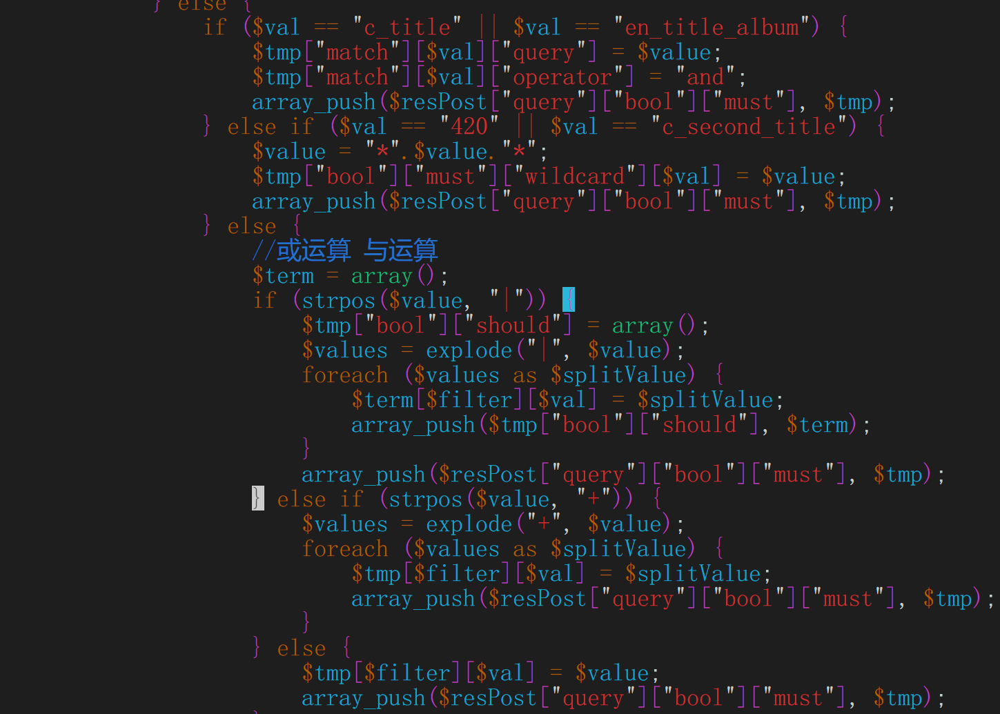 } else {
if ($val == "c_title" || $val == "en_title_album") {
$tmp["match"][$val]["query"] = $value;
$tmp["match"][$val]["operator"] = "and";
array_push($resPost["query"]["bool"]["must"], $tmp);
} else if ($val == "420" || $val == "c_second_title") {
$value = "*".$value."*";
$tmp["bool"]["must"]["wildcard"][$val] = $value;
array_push($resPost["query"]["bool"]["must"], $tmp);
} else {
//或运算 与运算
$term = array();
if (strpos($value, "|")) {
$tmp["bool"]["should"] = array();
$values = explode("|", $value);
foreach ($values as $splitValue) {
$term[$filter][$val] = $splitValue;
array_push($tmp["bool"]["should"], $term);
}
array_push($resPost["query"]["bool"]["must"], $tmp);
} else if (strpos($value, "+")) {
$values = explode("+", $value);
foreach ($values as $splitValue) {
$tmp[$filter][$val] = $splitValue;
array_push($resPost["query"]["bool"]["must"], $tmp);
}
} else {
$tmp[$filter][$val] = $value;
array_push($resPost["query"]["bool"]["must"], $tmp);
}